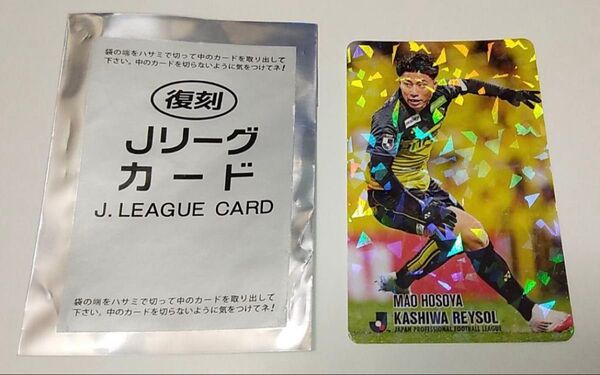 袋の端をハサミで切って中のカードを取り出して
下さい。中のカードを切らないように気をつけてネ!
復刻
Jリーグ
カード
J. LEAGUE CARD
袋の端をハサミで切って中のカードを取り出して
下さい。中のカードを切らないように気をつけてネ!
MAO HOSOYA
KASHIWA REYSOL
JAPAN PROFESSIONAL FOOTBALL LEAGUE